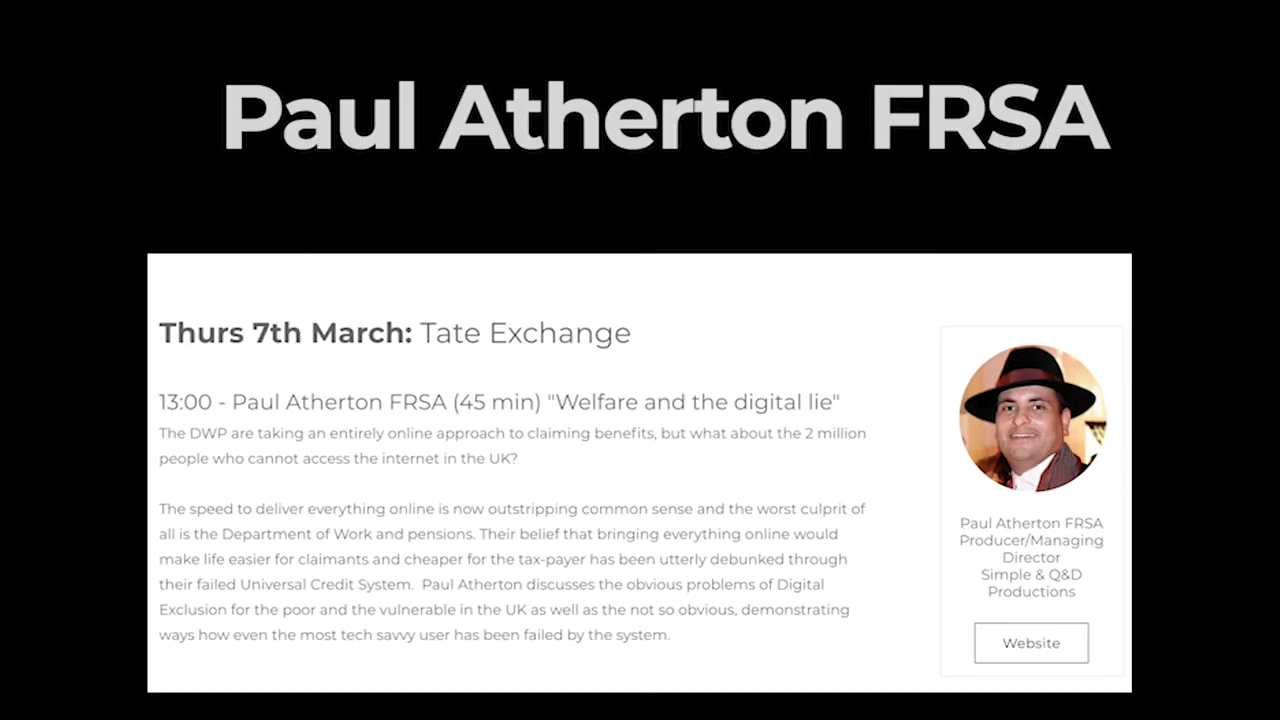 Paul Atherton FRSA
Thurs 7th March: Tate Exchange
13:00 - Paul Atherton FRSA (45 min) "Welfare and the digital lie"
The DWP are taking an entirely online approach to claiming benefits, but what about the 2 million
people who cannot access the internet in the UK?
The speed to deliver everything online is now outstripping common sense and the worst culprit of
all is the Department of Work and pensions. Their belief that bringing everything online would
make life easier for claimants and cheaper for the tax-payer has been utterly debunked through
their failed Universal Credit System.  Paul Atherton discusses the obvious problems of Digital
Exclusion for the poor and the vulnerable in the UK as well as the not so obvious, demonstrating
ways how even the most tech savvy user has been failed by the system.
Paul Atherton FRSA
Producer/Managing
Director
Simple & Q&D
Productions
Website